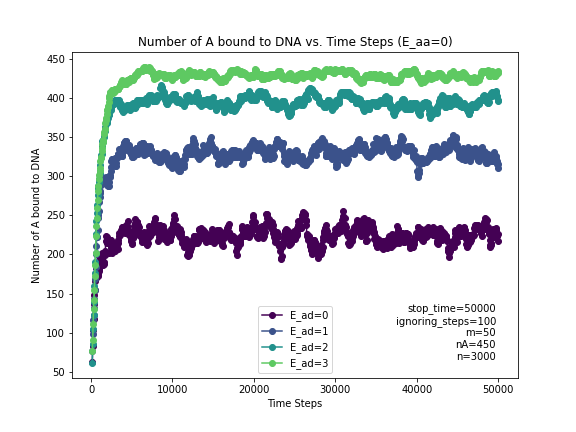 Number of A bound to DNA vs. Time Steps (E_aa=0)
Number of A bound to DNA
450
400
350
300
250
200
150
100
50
E_ad=0
E_ad=1
E_ad=2
E_ad=3
stop_time=50000
ignoring_steps=100
m=50
nA=450
n=3000
0
10000
20000
30000
40000
50000
Time Steps